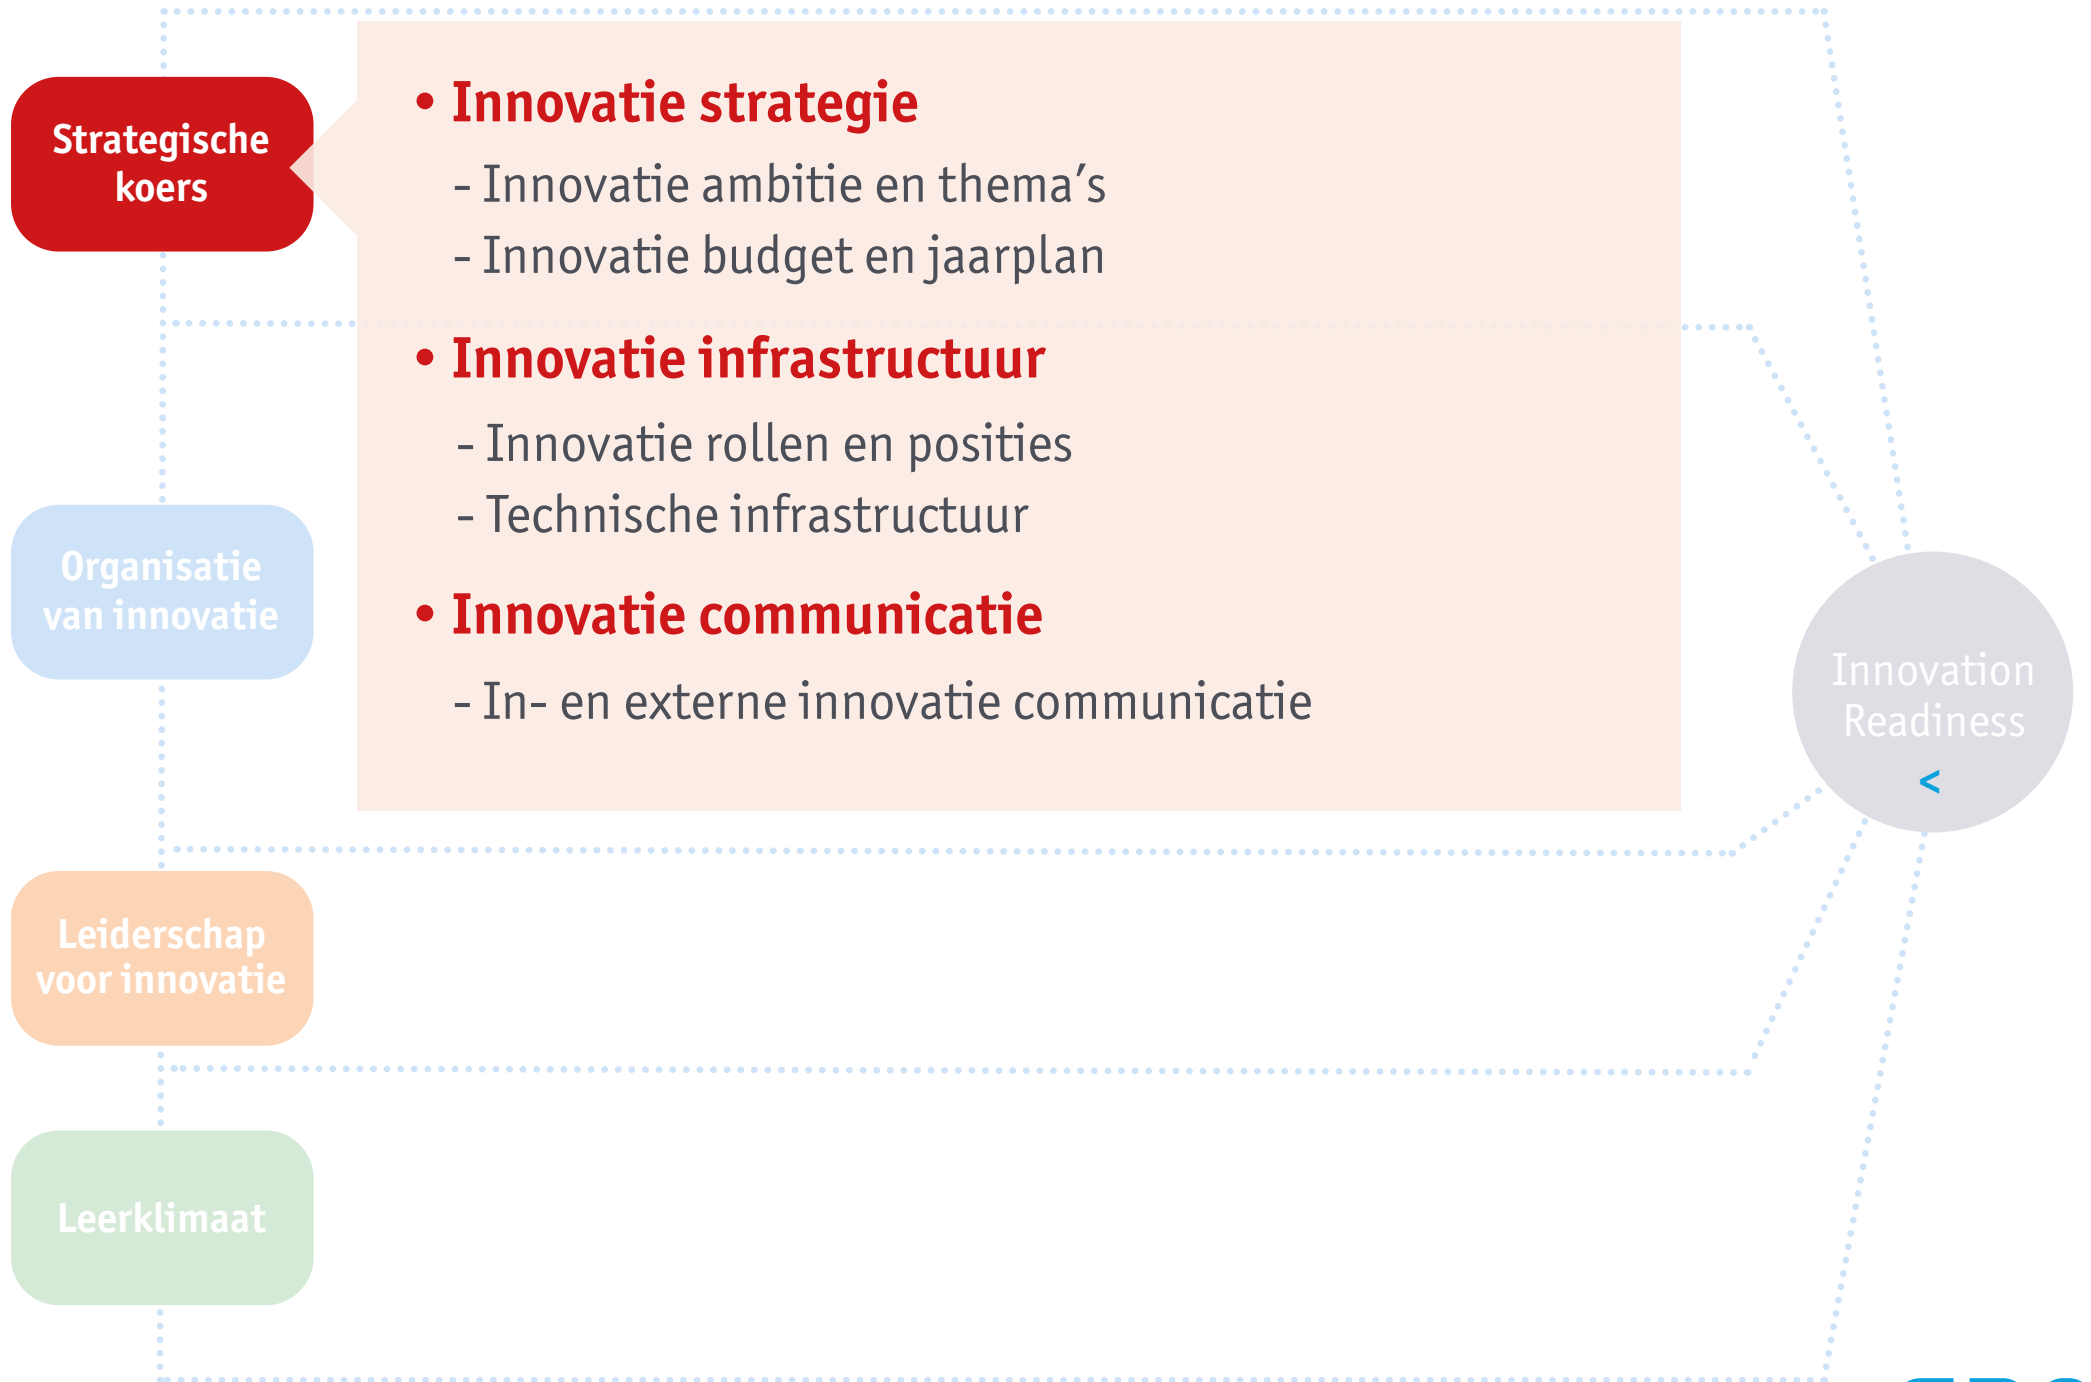 Strategische
koers
• Innovatie strategie
- Innovatie ambitie en thema's
- Innovatie budget en jaarplan
• Innovatie infrastructuur
- Innovatie rollen en posities
- Technische infrastructuur
• Innovatie communicatie
- In- en externe innovatie communicatie
Organisatie
van innovatie
Leiderschap
voor innovatie
Leerklimaat
Innovation
Readiness
<